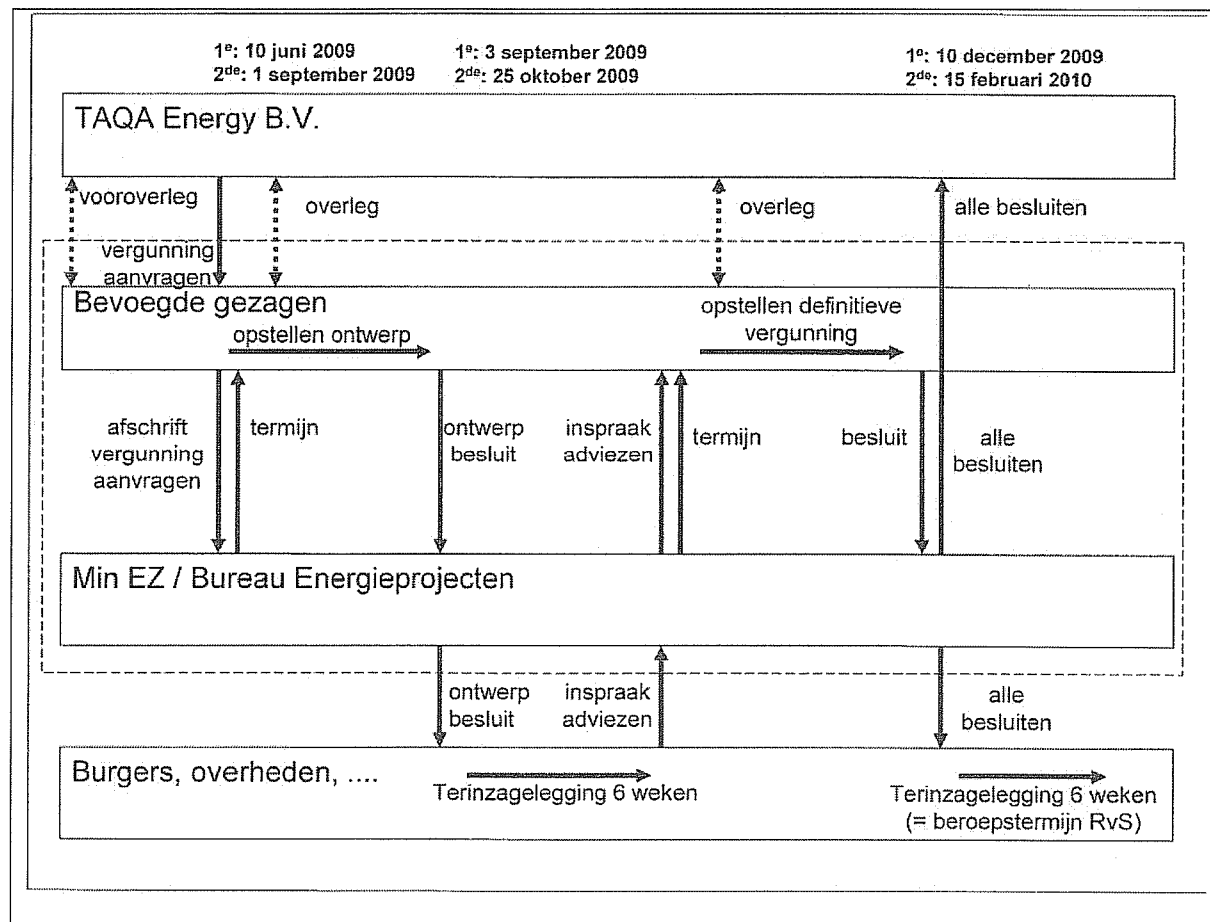 1e: 10 juni 2009
2de: 1 september 2009
1e: 3 september 2009
2de: 25 oktober 2009
1e: 10 december 2009
2de: 15 februari 2010
TAQA Energy B.V.
vooroverleg
overleg
overleg
alle besluiten
vergunning
aanvragen
Bevoegde gezagen
opstellen ontwerp
opstellen definitieve
vergunning
afschrift
vergunning
aanvragen
termijn
ontwerp
besluit
inspraak
adviezen
termijn
besluit
alle
besluiten
Min EZ / Bureau Energieprojecten
ontwerp
besluit
inspraak
adviezen
alle
besluiten
Burgers, overheden, ....
Terinzagelegging 6 weken
Terinzagelegging 6 weken
(= beroepstermijn RvS)